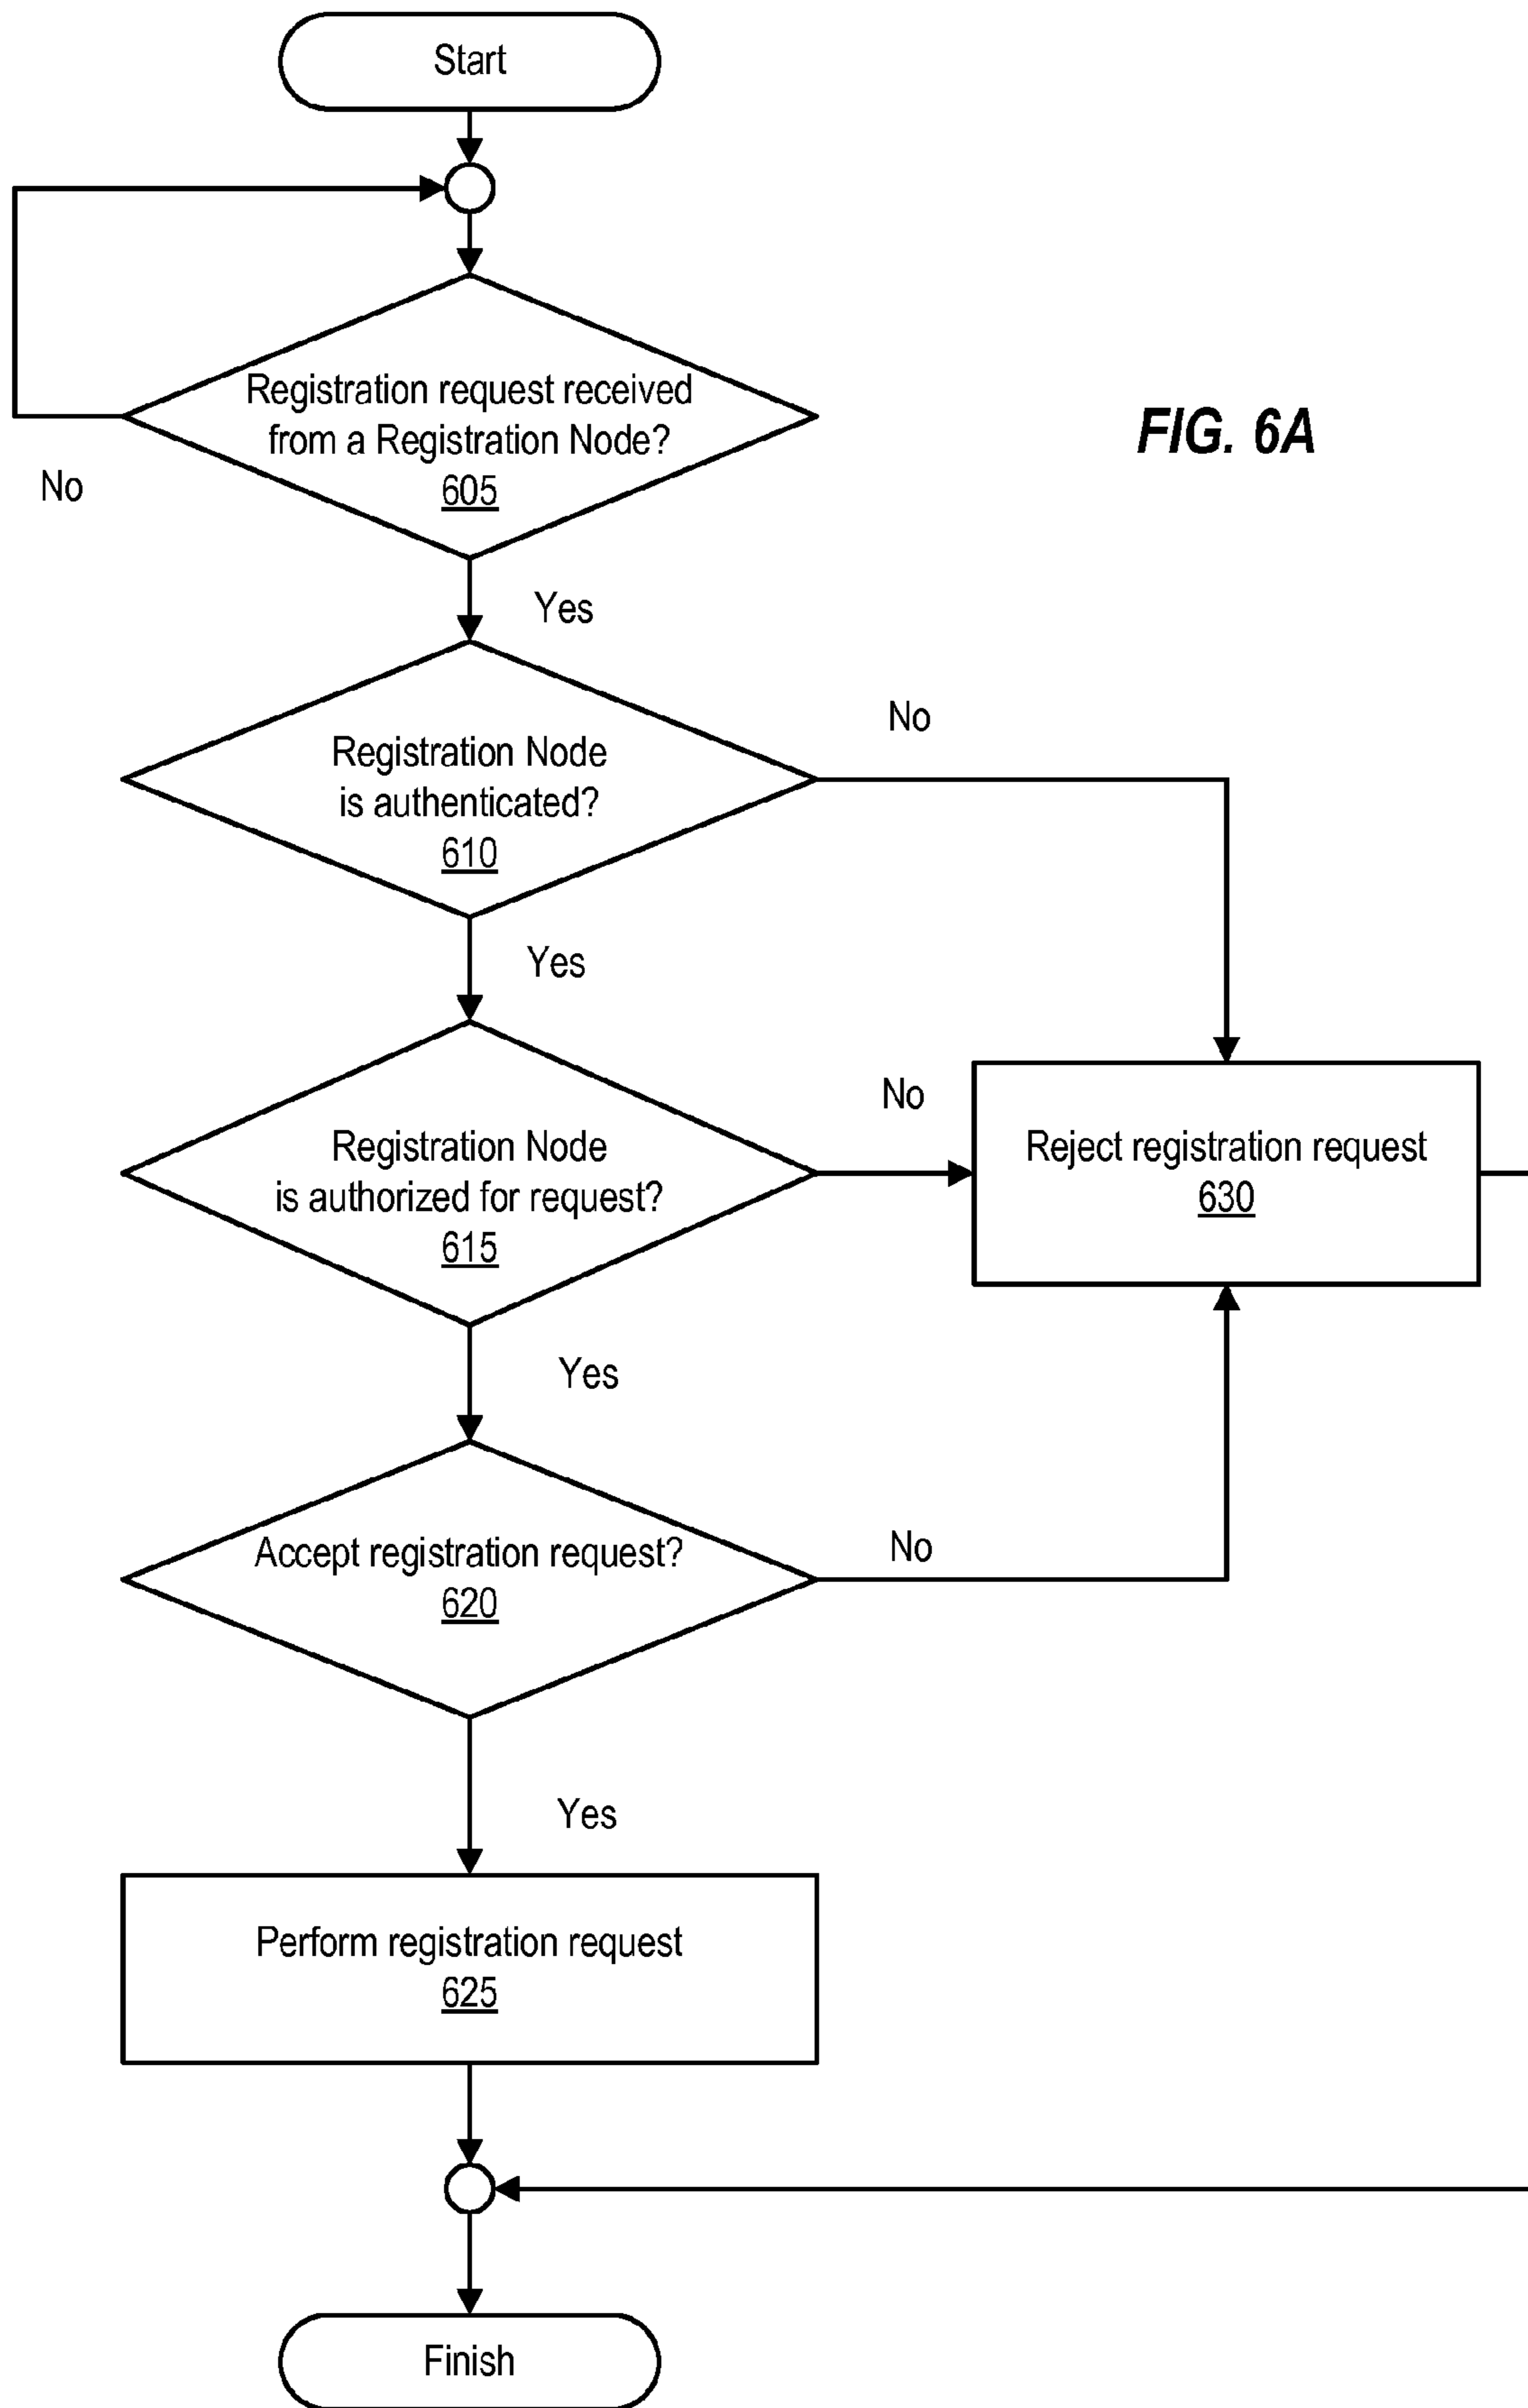 Start
Registration request received
from a Registration Node?
605
FIG. 6A
No
Yes
Registration Node
is authenticated?
610
No
Yes
Registration Node
is authorized for request?
615
No
Reject registration request
630
Yes
Accept registration request?
620
No
Yes
Perform registration request
625
Finish